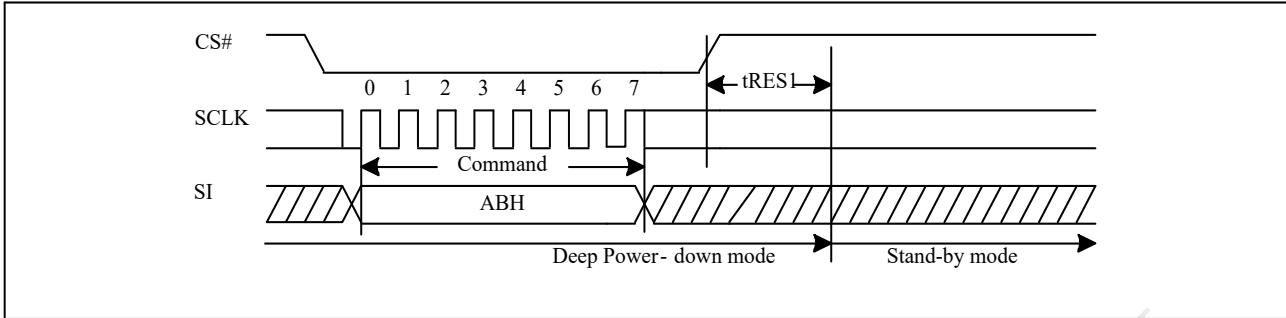 CS#
tRES1
0 1 2 3 4 5 6 7
SCLK
Command
SI
ABH
Deep Power- down mode
Stand-by mode